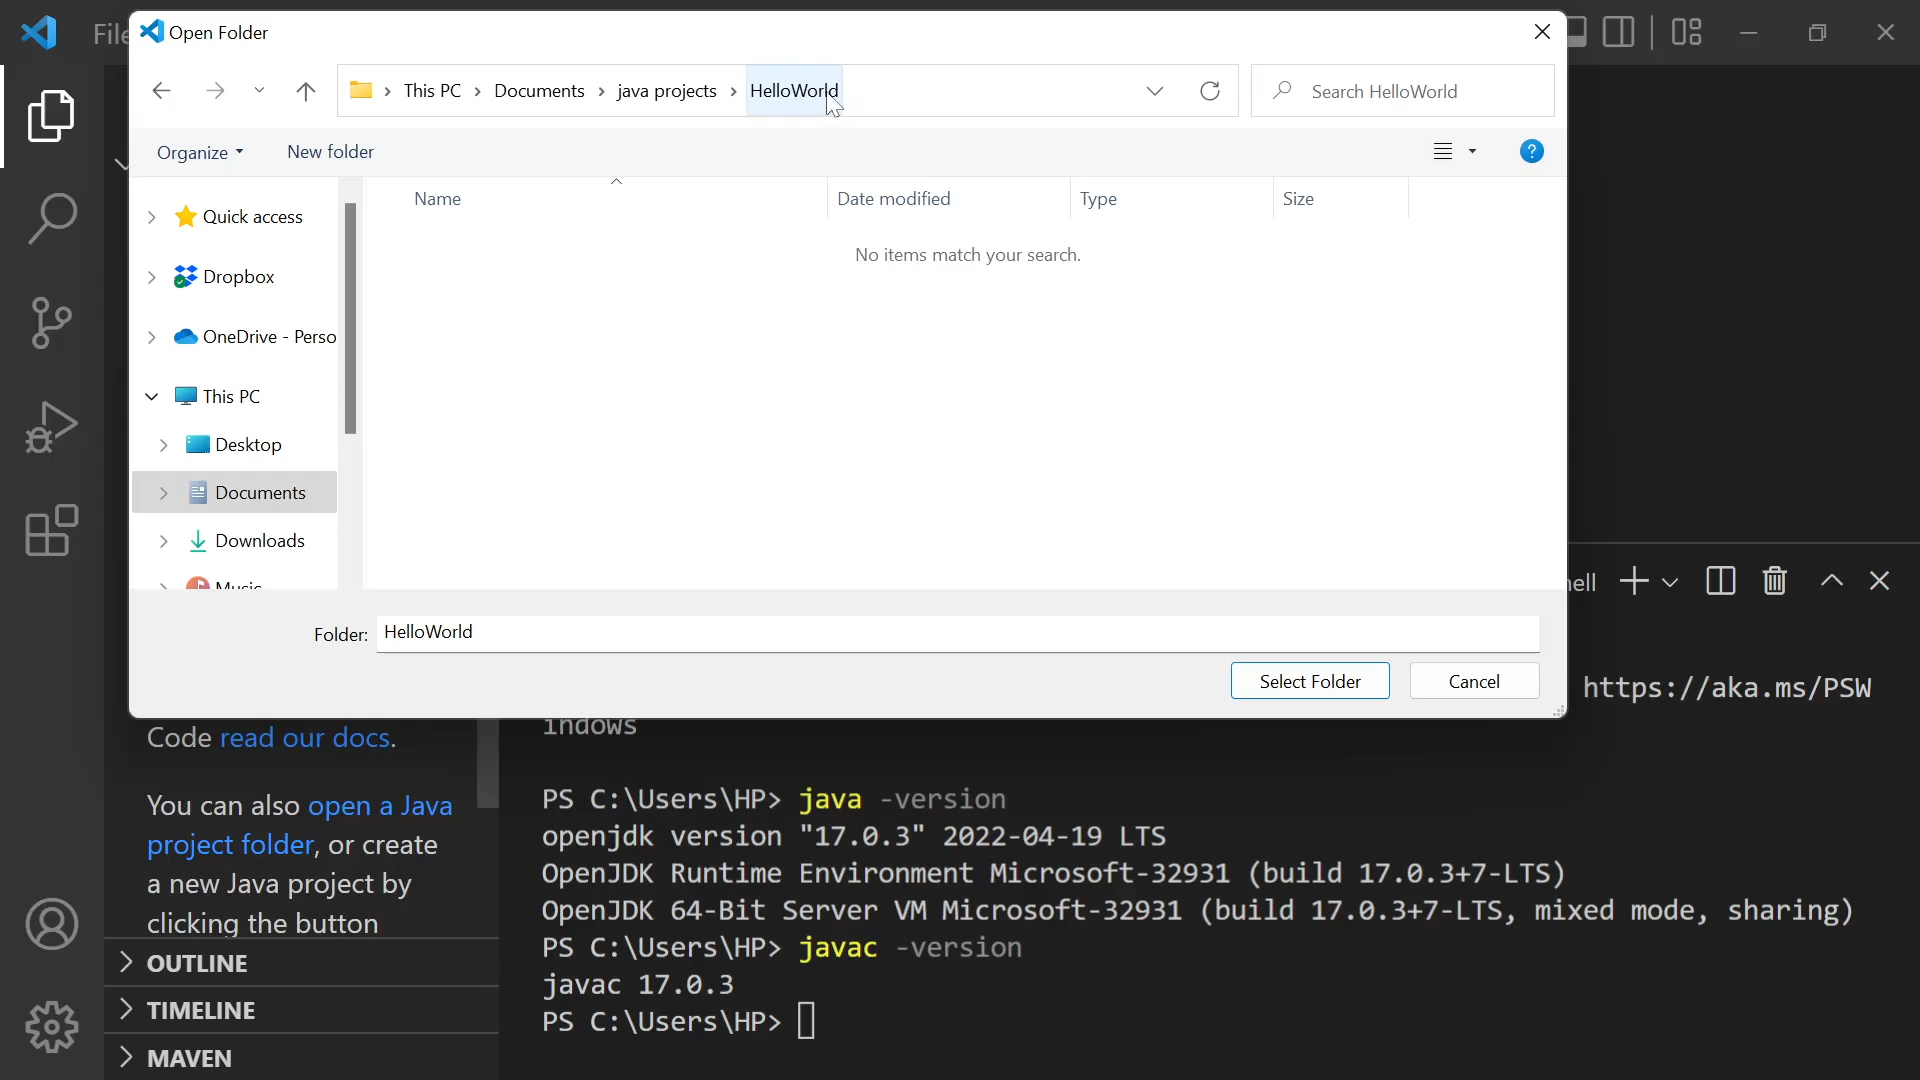 File
Open Folder
This PC > Documents > java projects > HelloWorld
Search HelloWorld
Organize
New folder
?
Name
Date modified
Type
Size
No items match your search.
Quick access
Dropbox
OneDrive - Perso
This PC
Desktop
Documents
Downloads
Music
Folder: HelloWorld
Select Folder
Cancel
ell
https://aka.ms/PSW
indows
Code read our docs.
You can also open a Java
project folder, or create
a new Java project by
clicking the button
OUTLINE
TIMELINE
MAVEN
PS C:\Users\HP> java -version
openjdk version "17.0.3" 2022-04-19 LTS
OpenJDK Runtime Environment Microsoft-32931 (build 17.0.3+7-LTS)
OpenJDK 64-Bit Server VM Microsoft-32931 (build 17.0.3+7-LTS, mixed mode, sharing)
PS C:\Users\HP> javac -version
javac 17.0.3
PS C:\Users\HP>